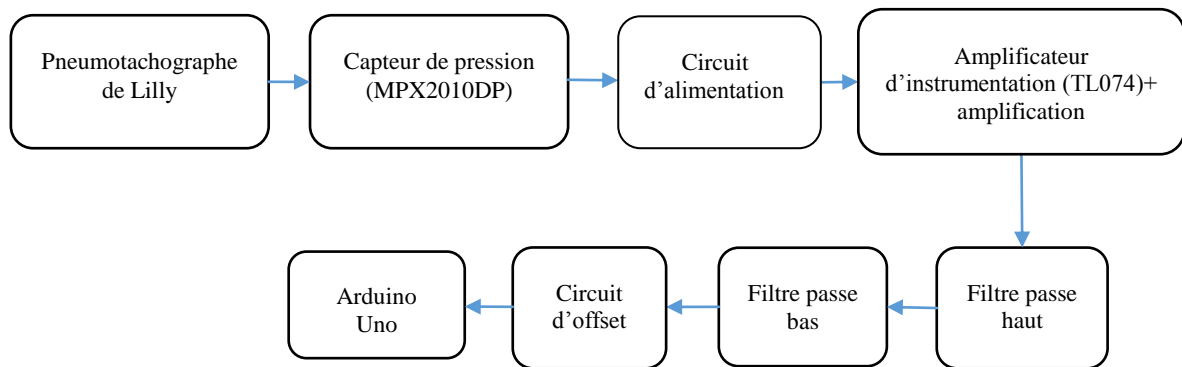 Pneumotachographe
de Lilly
Capteur de pression
(MPX2010DP)
Circuit
d’alimentation
Amplificateur
d’instrumentation (TL074)+
amplification
Arduino
Uno
Circuit
d’offset
Filtre passe
bas
Filtre passe
haut